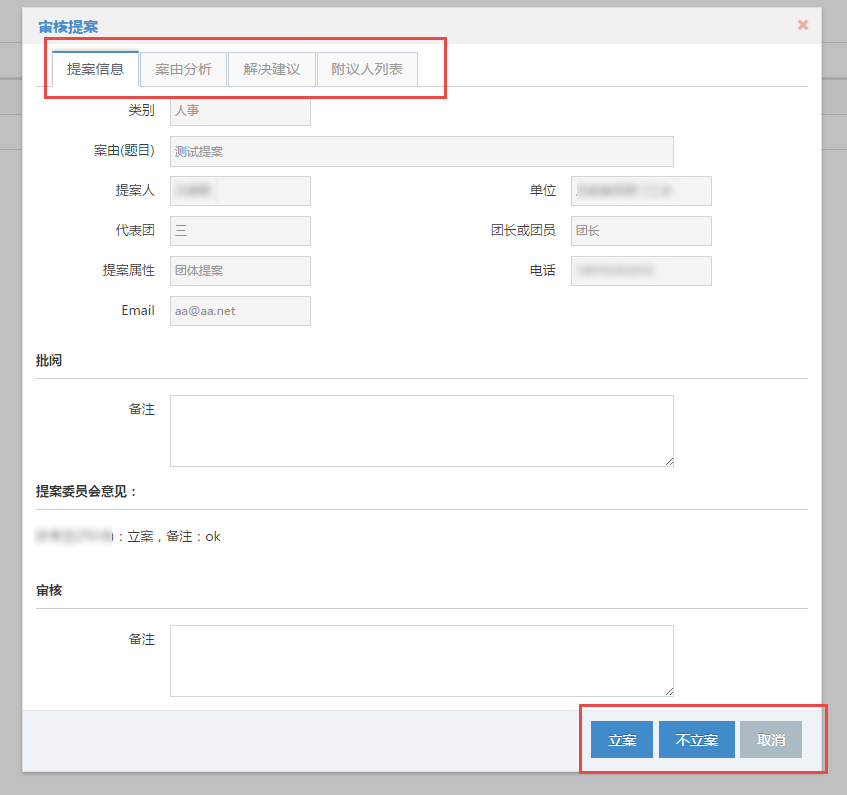 审核提案
提案信息 案由分析 解决建议 附议人列表
类别 人事
案由(题目) 测试提案
提案人 单位
代表团 三 团长或团员 团长
提案属性 团体提案 电话
Email aa@aa.net
批阅
备注
提案委员会意见：
：立案，备注：ok
审核
备注
立案 不立案 取消